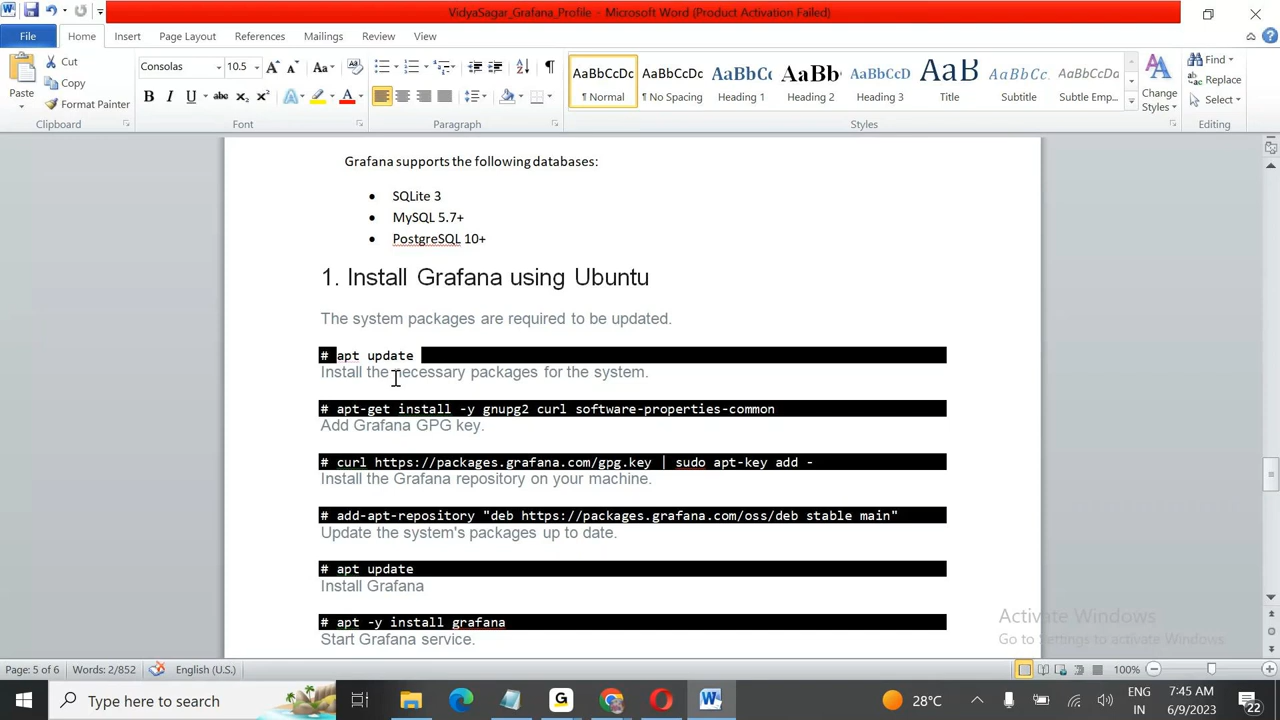 VidyaSagar_Grafana_Profile - Microsoft Word (Product Activation Failed)
File Home Insert Page Layout References Mailings Review View
Paste
Cut
Copy
Format Painter
Clipboard
Consolas 10.5
Font
Paragraph
AaBbCcDc AaBbCcDc AaBbCc AaBb AaBbCcD AaB AaBbCcD AaBbCcDc
¶ Normal ¶ No Spacing Heading 1 Heading 2 Heading 3 Title Subtitle Subtle Emp...
Change Styles
Styles
Find
Replace
Select
Editing
Grafana supports the following databases:
• SQLite 3
• MySQL 5.7+
• PostgreSQL 10+
1. Install Grafana using Ubuntu
The system packages are required to be updated.
# apt update
Install the necessary packages for the system.
# apt-get install -y gnupg2 curl software-properties-common
Add Grafana GPG key.
# curl https://packages.grafana.com/gpg.key | sudo apt-key add -
Install the Grafana repository on your machine.
# add-apt-repository "deb https://packages.grafana.com/oss/deb stable main"
Update the system's packages up to date.
# apt update
Install Grafana
# apt -y install grafana
Start Grafana service.
Activate Windows
Go to Settings to activate Windows.
Page: 5 of 6 Words: 2/852 English (U.S.) 100%
Type here to search
28°C
ENG
IN
7:45 AM
6/9/2023
22